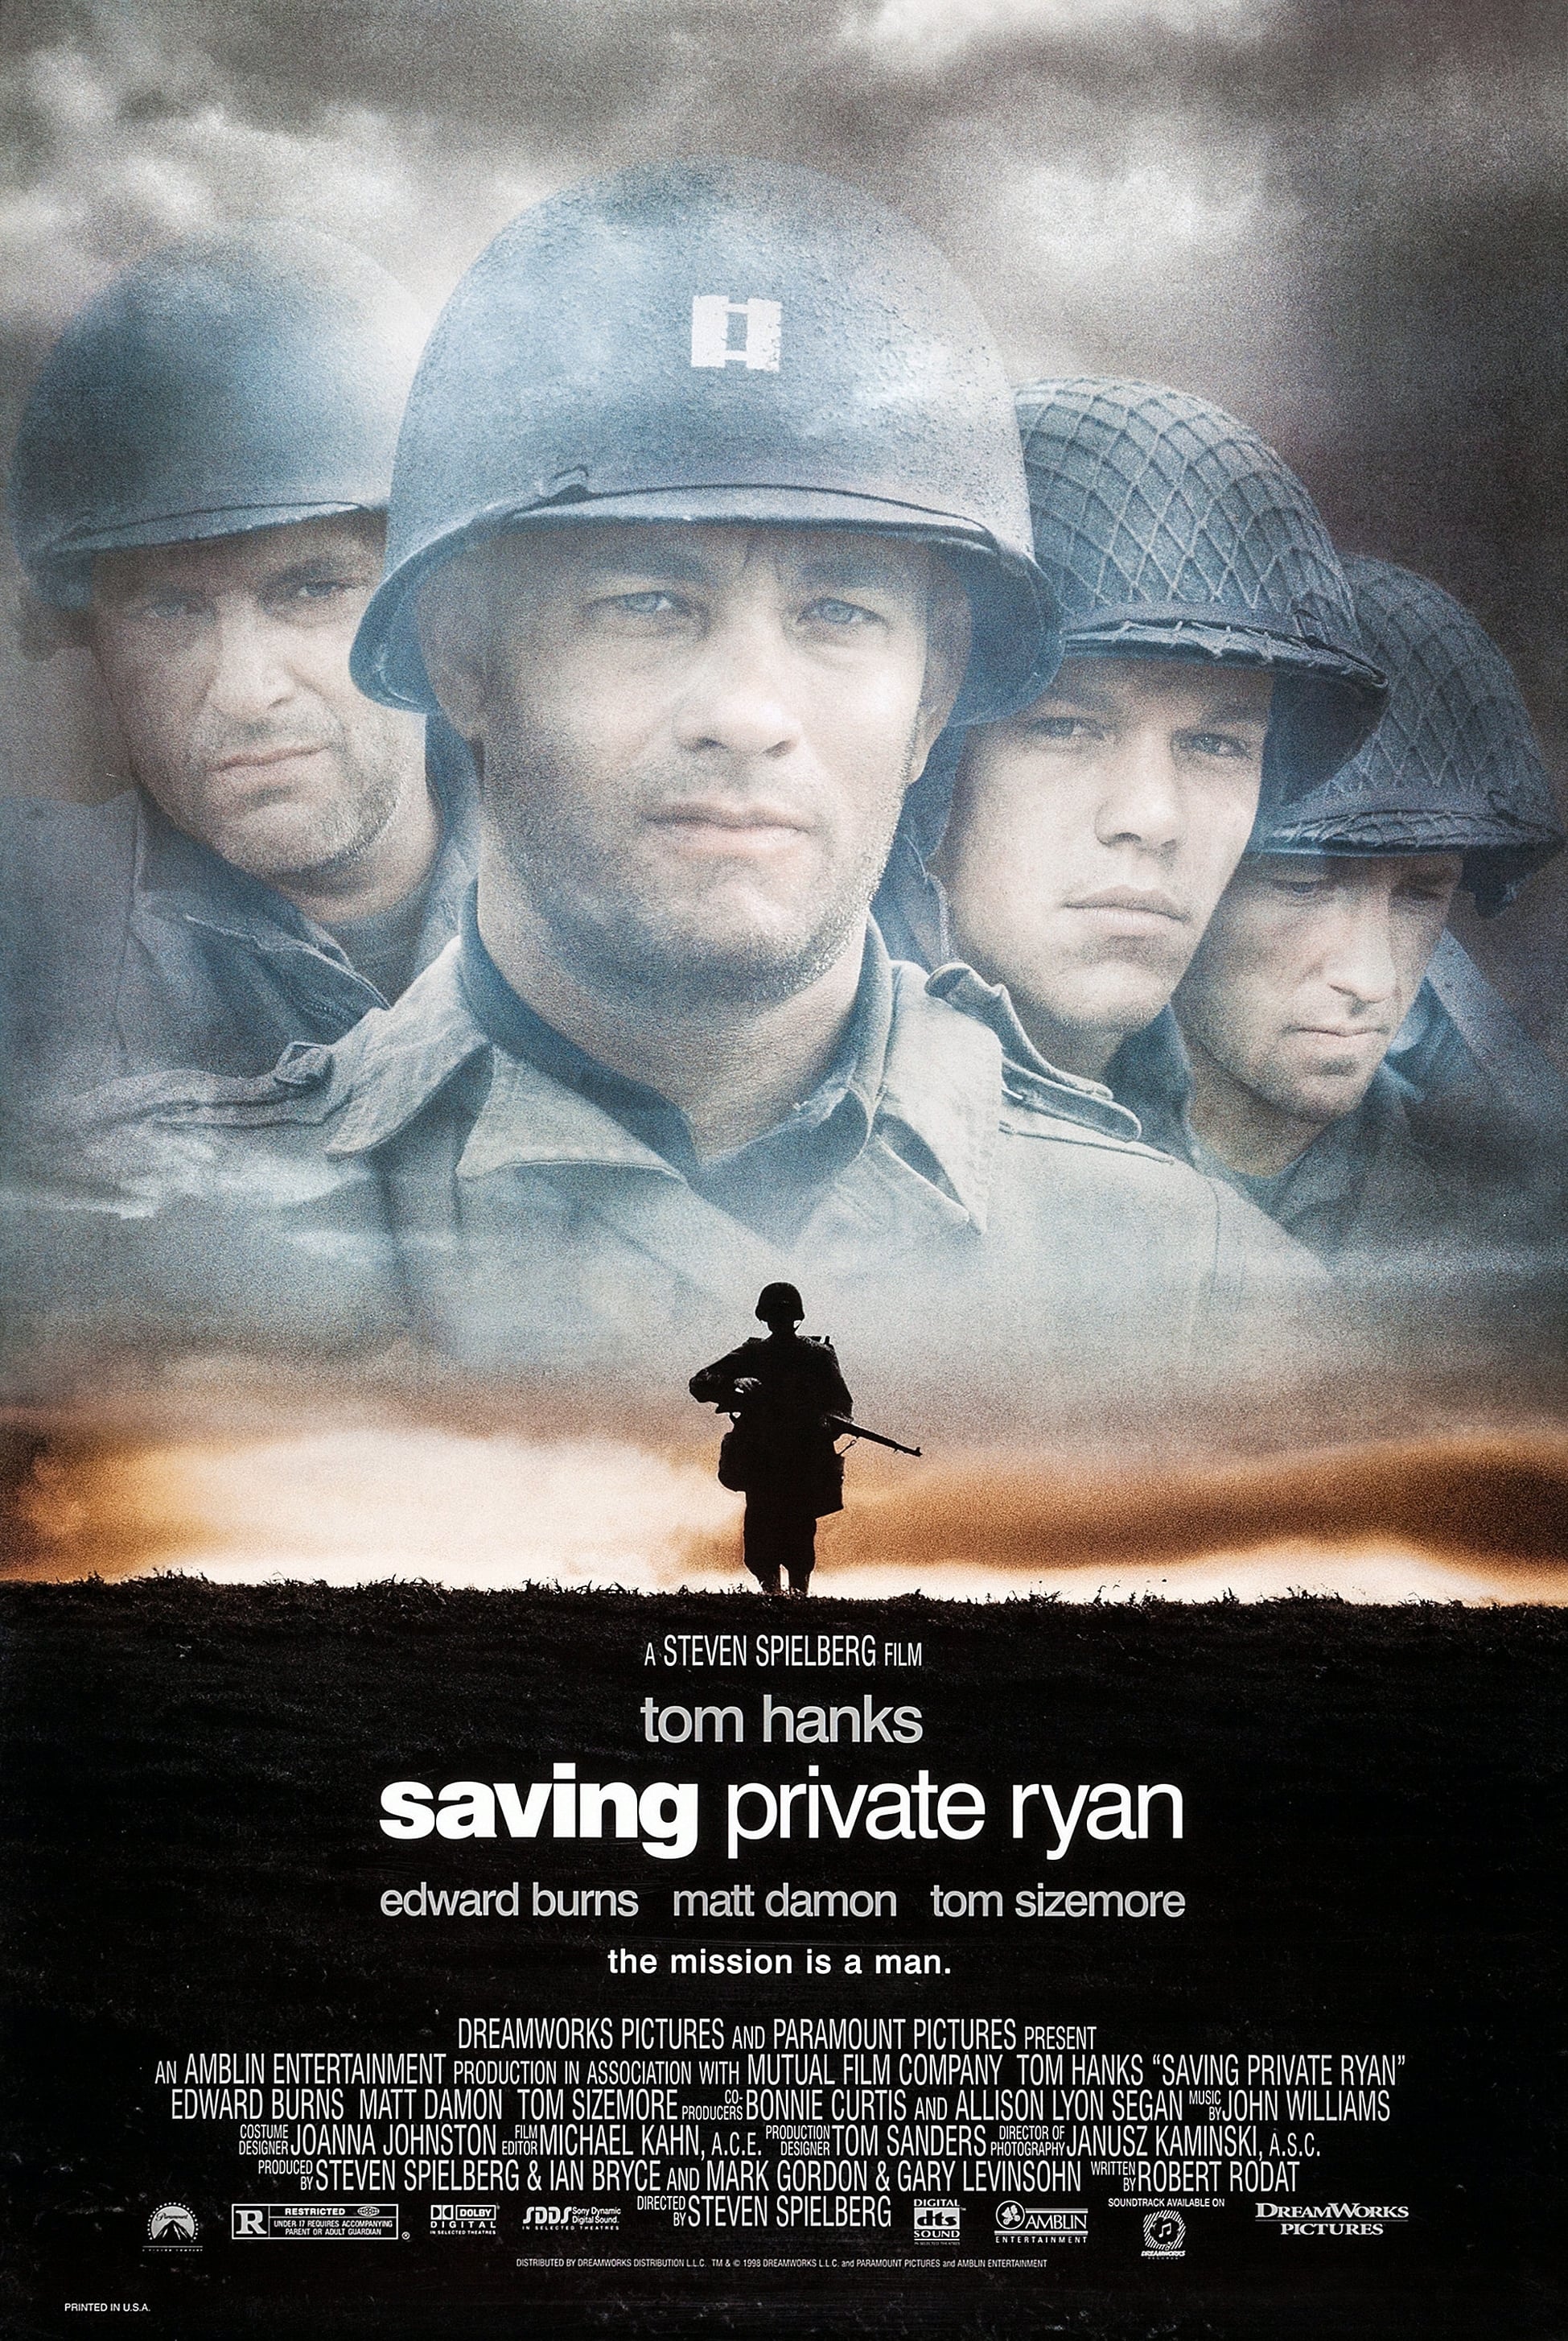 A STEVEN SPIELBERG FILM
tom hanks
saving private ryan
edward burns matt damon tom sizemore
the mission is a man.
DREAMWORKS PICTURES AND PARAMOUNT PICTURES PRESENT
AN AMBLIN ENTERTAINMENT PRODUCTION IN ASSOCIATION WITH MUTUAL FILM COMPANY TOM HANKS “SAVING PRIVATE RYAN”
EDWARD BURNS MATT DAMON TOM SIZEMORE CO-PRODUCERS BONNIE CURTIS AND ALLISON LYON SEGAN MUSIC BY JOHN WILLIAMS
COSTUME DESIGNER JOANNA JOHNSTON FILM EDITOR MICHAEL KAHN, A.C.E. PRODUCTION DESIGNER TOM SANDERS DIRECTOR OF PHOTOGRAPHY JANUSZ KAMINSKI, A.S.C.
PRODUCED BY STEVEN SPIELBERG & IAN BRYCE AND MARK GORDON & GARY LEVINSOHN WRITTEN BY ROBERT RODAT
DIRECTED BY STEVEN SPIELBERG
Paramount
R RESTRICTED
UNDER 17 REQUIRES ACCOMPANYING
PARENT OR ADULT GUARDIAN
DOLBY
DIGITAL
IN SELECTED THEATRES
SDDS Sony Dynamic
Digital Sound.
IN SELECTED THEATRES
DIGITAL
dts
SOUND
IN SELECTED THEATRES
AMBLIN
ENTERTAINMENT
SOUNDTRACK AVAILABLE ON
DREAMWORKS
RECORDS
DREAMWORKS
PICTURES
DISTRIBUTED BY DREAMWORKS DISTRIBUTION L.L.C. TM & © 1998 DREAMWORKS L.L.C. and PARAMOUNT PICTURES and AMBLIN ENTERTAINMENT
PRINTED IN U.S.A.